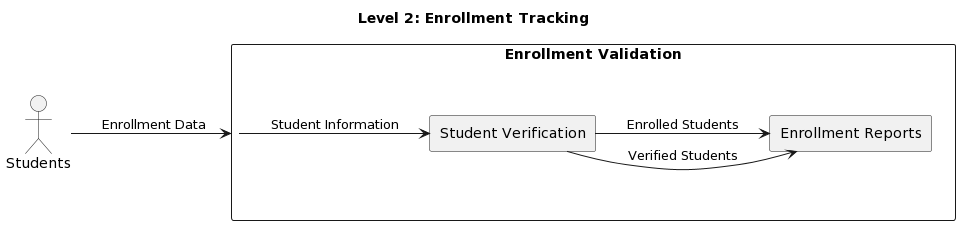 Level 2: Enrollment Tracking
Enrollment Validation
Students
Enrollment Data
Student Information
Student Verification
Enrolled Students
Verified Students
Enrollment Reports